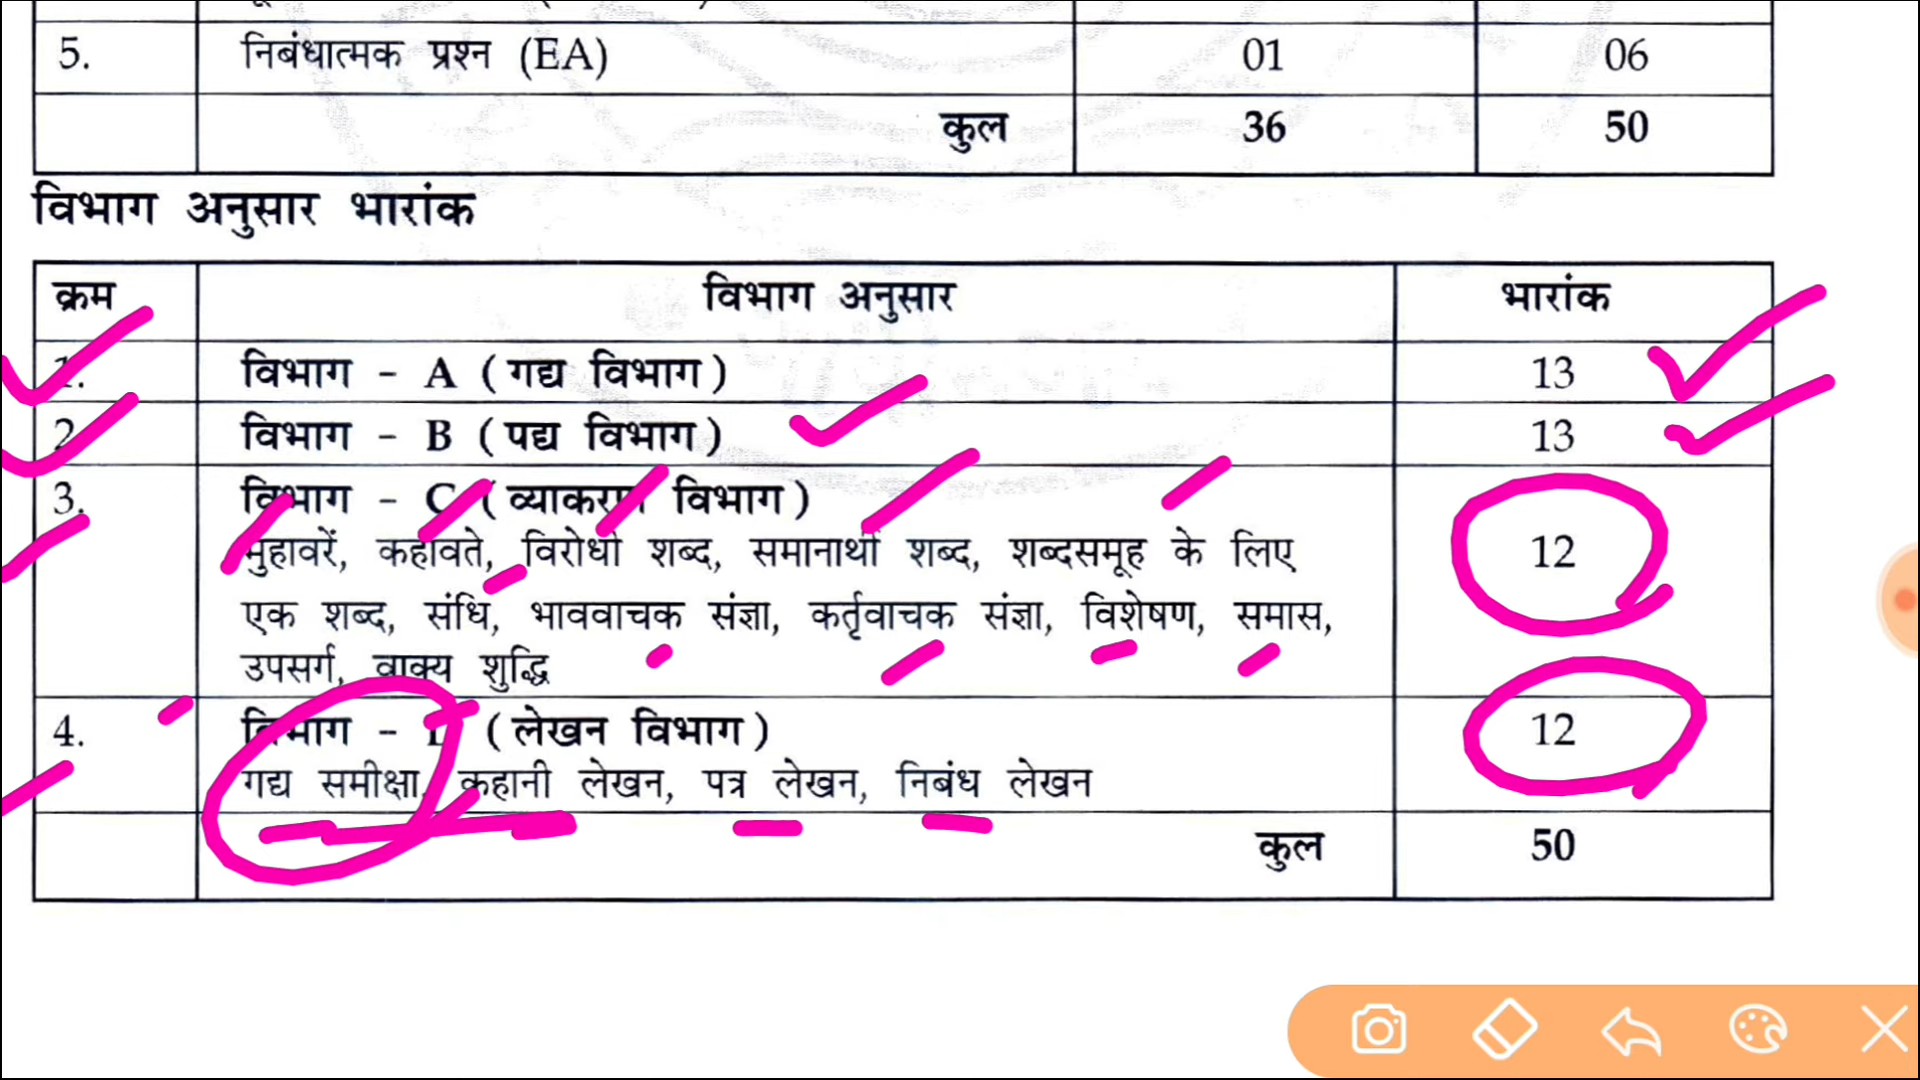 5. निबंधात्मक प्रश्न (EA) 01 06
कुल 36 50
विभाग अनुसार भारांक
क्रम विभाग अनुसार भारांक
1. विभाग - A ( गद्य विभाग ) 13
2. विभाग - B ( पद्य विभाग ) 13
3. विभाग - C ( व्याकरण विभाग )
मुहावरें, कहावते, विरोधी शब्द, समानार्थी शब्द, शब्दसमूह के लिए 12
एक शब्द, संधि, भाववाचक संज्ञा, कर्तृवाचक संज्ञा, विशेषण, समास,
उपसर्ग, वाक्य शुद्धि
4. विभाग - D ( लेखन विभाग ) 12
गद्य समीक्षा, कहानी लेखन, पत्र लेखन, निबंध लेखन
कुल 50